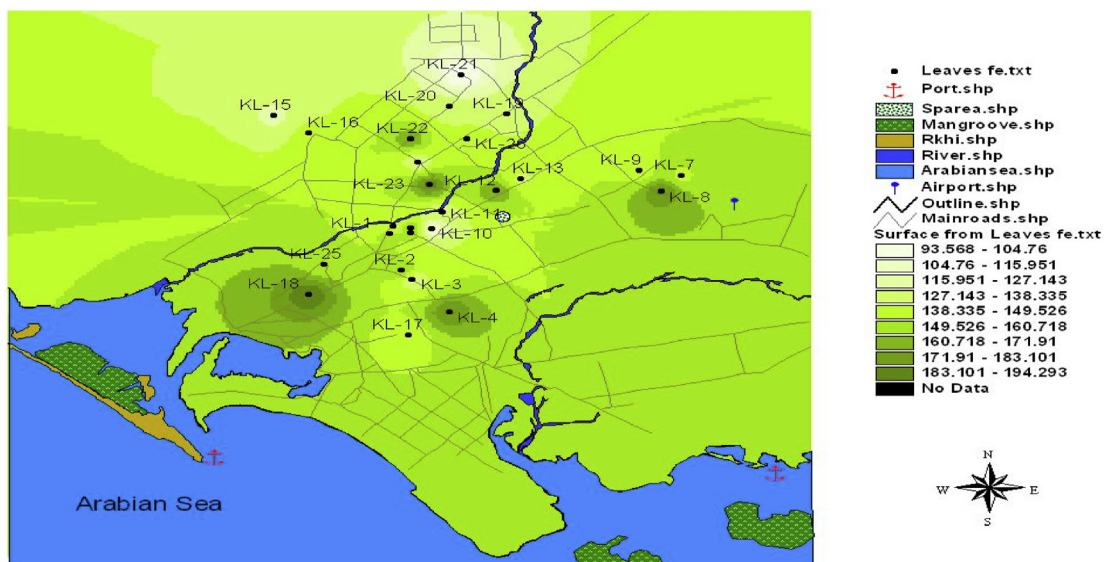 KL-21
KL-20
KL-19
KL-15
KL-16
KL-22
KL-26
KL-13
KL-9
KL-7
KL-23
KL-12
KL-8
KL-1
KL-11
KL-10
KL-25
KL-2
KL-18
KL-3
KL-4
KL-17
Arabian Sea
Leaves fe.txt
Port.shp
Sparea.shp
Mangroove.shp
Rkhi.shp
River.shp
Arabiansea.shp
Airport.shp
Outline.shp
Mainroads.shp
Surface from Leaves fe.txt
93.568 - 104.76
104.76 - 115.951
115.951 - 127.143
127.143 - 138.335
138.335 - 149.526
149.526 - 160.718
160.718 - 171.91
171.91 - 183.101
183.101 - 194.293
No Data
N
W E
S